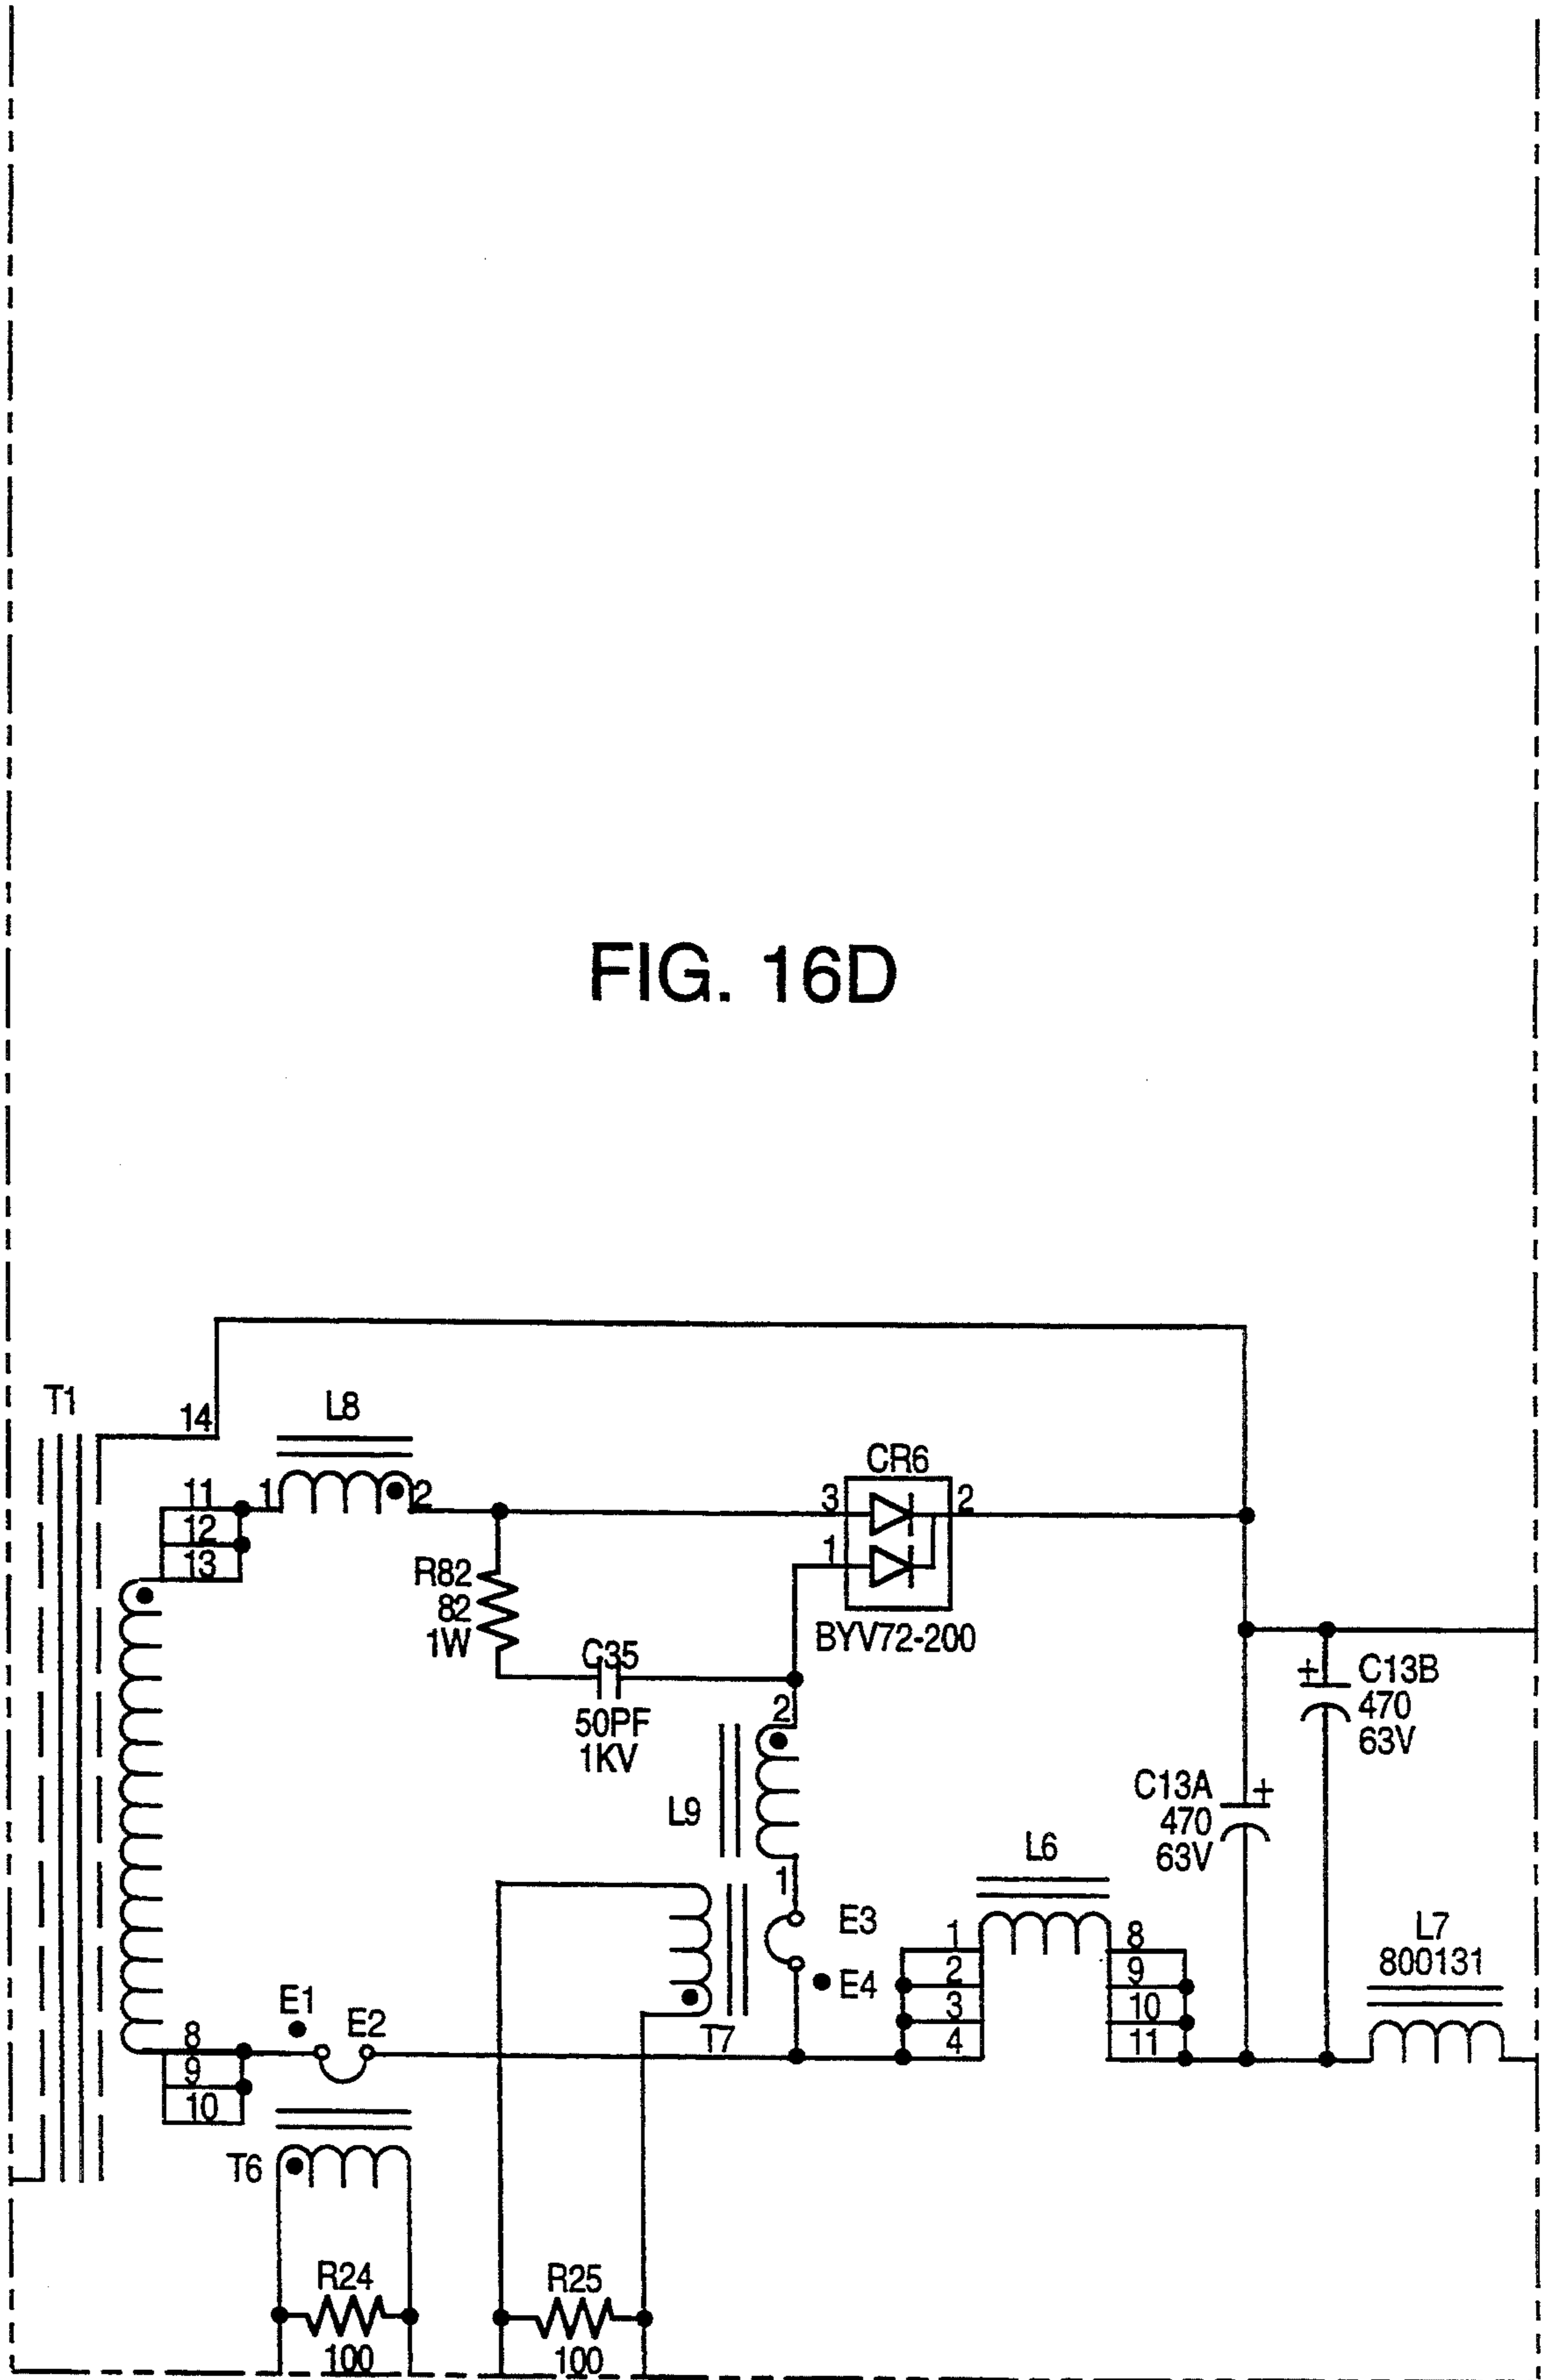 FIG. 16D
T1
14
L8
11
12
13
1
2
CR6
3
2
1
BYV72-200
R82
82
1W
C35
50PF
1KV
2
L9
1
C13B
+
470
63V
C13A
+
470
63V
L6
1
2
3
4
8
9
10
11
E3
E4
L7
800131
T7
E1
E2
8
9
10
T6
R24
100
R25
100